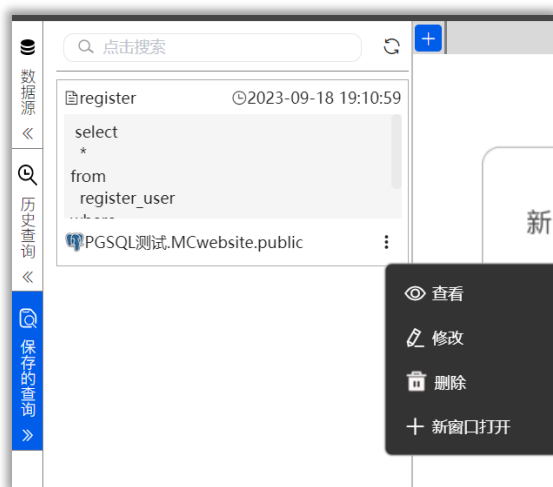 点击搜索
数据源
历史查询
保存的查询
register 2023-09-18 19:10:59
select
*
from
register_user
where
PGSQL测试.MCwebsite.public
新
查看
修改
删除
新窗口打开